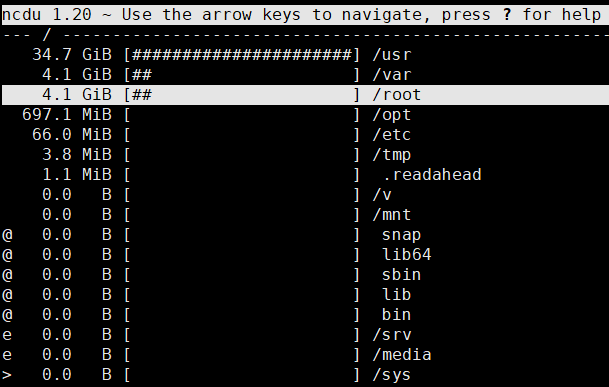 ncdu 1.20 ~ Use the arrow keys to navigate, press ? for help
--- / -------------------------------------------------------
   34.7 GiB [######################] /usr
    4.1 GiB [##                    ] /var
    4.1 GiB [##                    ] /root
  697.1 MiB [                      ] /opt
   66.0 MiB [                      ] /etc
    3.8 MiB [                      ] /tmp
    1.1 MiB [                      ]  .readahead
    0.0   B [                      ] /v
    0.0   B [                      ] /mnt
@   0.0   B [                      ]  snap
@   0.0   B [                      ]  lib64
@   0.0   B [                      ]  sbin
@   0.0   B [                      ]  lib
@   0.0   B [                      ]  bin
e   0.0   B [                      ] /srv
e   0.0   B [                      ] /media
>   0.0   B [                      ] /sys